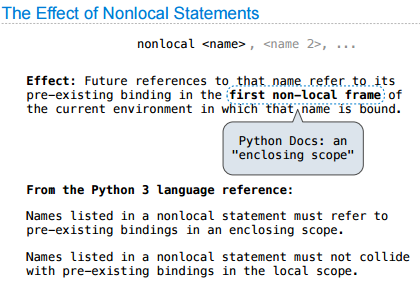 The Effect of Nonlocal Statements
nonlocal <name>, <name 2>, ...
Effect: Future references to that name refer to its
pre-existing binding in the first non-local frame of
the current environment in which that name is bound.
Python Docs: an
"enclosing scope"
From the Python 3 language reference:
Names listed in a nonlocal statement must refer to
pre-existing bindings in an enclosing scope.
Names listed in a nonlocal statement must not collide
with pre-existing bindings in the local scope.